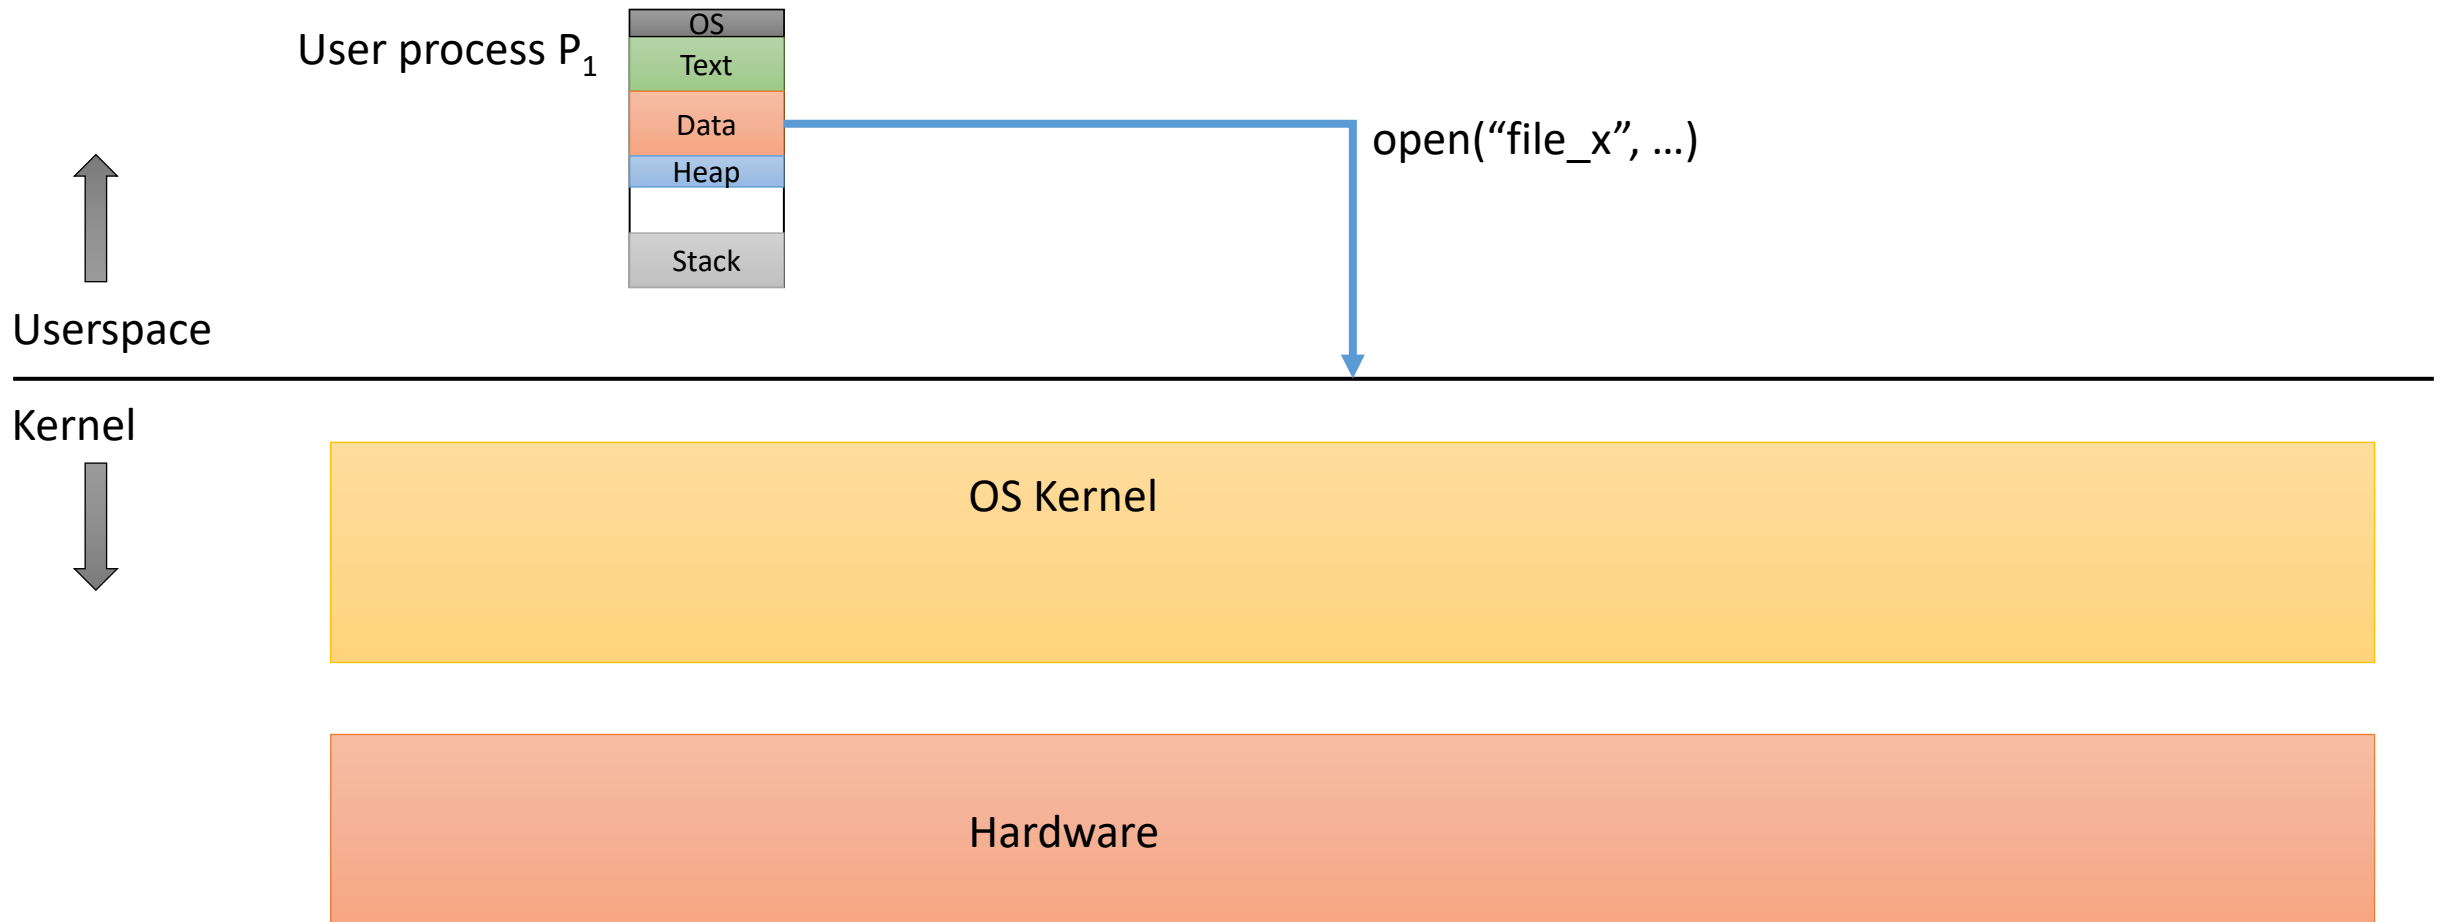 OS
User process P₁
Text
Data
open(“file_x”, …)
Heap
Stack
Userspace
Kernel
OS Kernel
Hardware